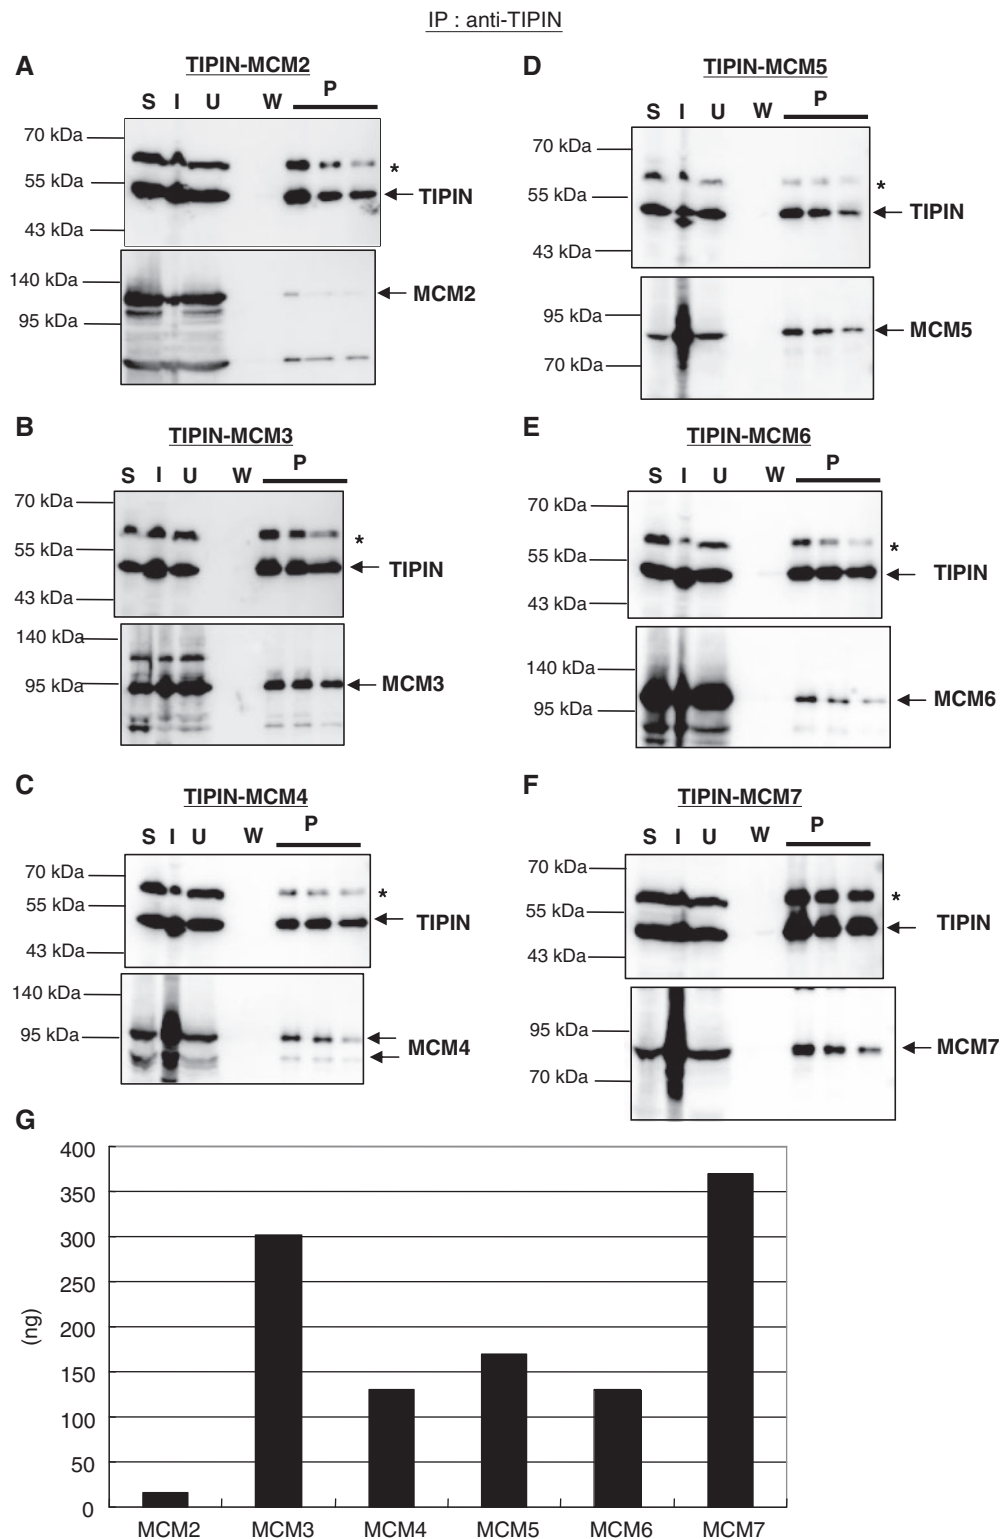 IP : anti-TIPIN
A
TIPIN-MCM2
S I U W P
70 kDa
55 kDa
43 kDa
*
TIPIN
140 kDa
95 kDa
MCM2
B
TIPIN-MCM3
S I U W P
70 kDa
55 kDa
43 kDa
*
TIPIN
140 kDa
95 kDa
MCM3
C
TIPIN-MCM4
S I U W P
70 kDa
55 kDa
43 kDa
*
TIPIN
140 kDa
95 kDa
MCM4
D
TIPIN-MCM5
S I U W P
70 kDa
55 kDa
43 kDa
*
TIPIN
95 kDa
70 kDa
MCM5
E
TIPIN-MCM6
S I U W P
70 kDa
55 kDa
43 kDa
*
TIPIN
140 kDa
95 kDa
MCM6
F
TIPIN-MCM7
S I U W P
70 kDa
55 kDa
43 kDa
*
TIPIN
95 kDa
70 kDa
MCM7
G
(ng)
400
350
300
250
200
150
100
50
0
MCM2 MCM3 MCM4 MCM5 MCM6 MCM7